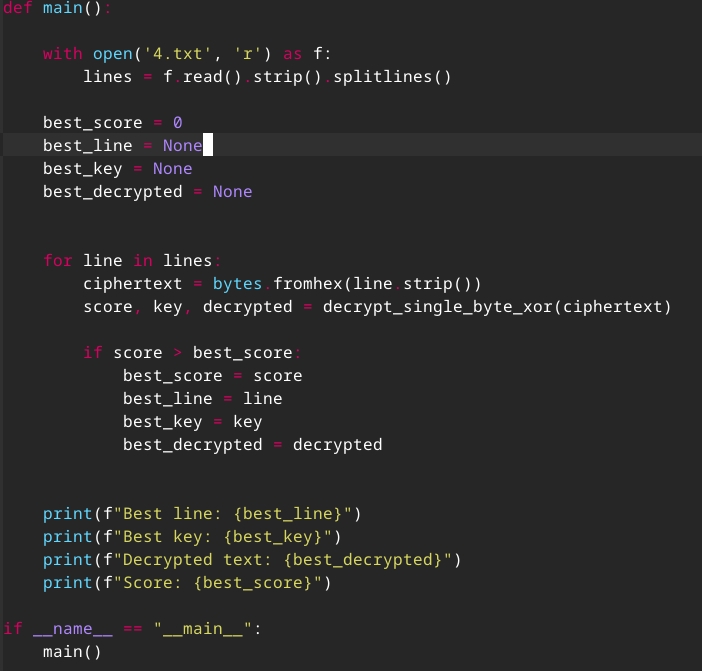 def main():
    with open('4.txt', 'r') as f:
        lines = f.read().strip().splitlines()
    best_score = 0
    best_line = None
    best_key = None
    best_decrypted = None
    for line in lines:
        ciphertext = bytes.fromhex(line.strip())
        score, key, decrypted = decrypt_single_byte_xor(ciphertext)
        if score > best_score:
            best_score = score
            best_line = line
            best_key = key
            best_decrypted = decrypted
    print(f"Best line: {best_line}")
    print(f"Best key: {best_key}")
    print(f"Decrypted text: {best_decrypted}")
    print(f"Score: {best_score}")
if __name__ == "__main__":
    main()